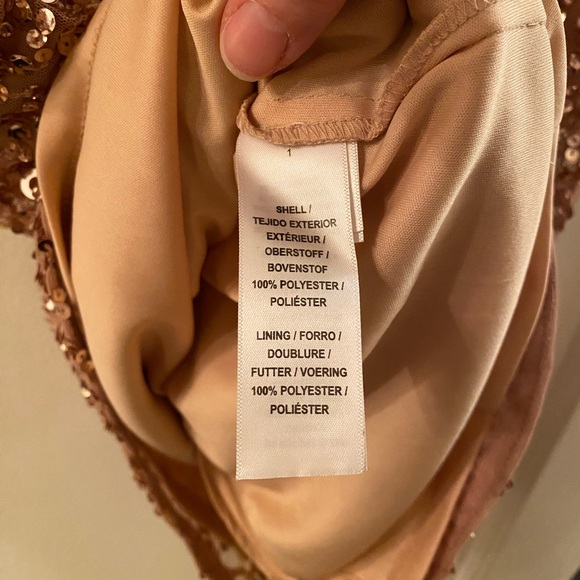 1
SHELL /
TEJIDO EXTERIOR
EXTÉRIEUR /
OBERSTOFF /
BOVENSTOF
100% POLYESTER /
POLIÉSTER
LINING / FORRO /
DOUBLURE /
FUTTER / VOERING
100% POLYESTER /
POLIÉSTER